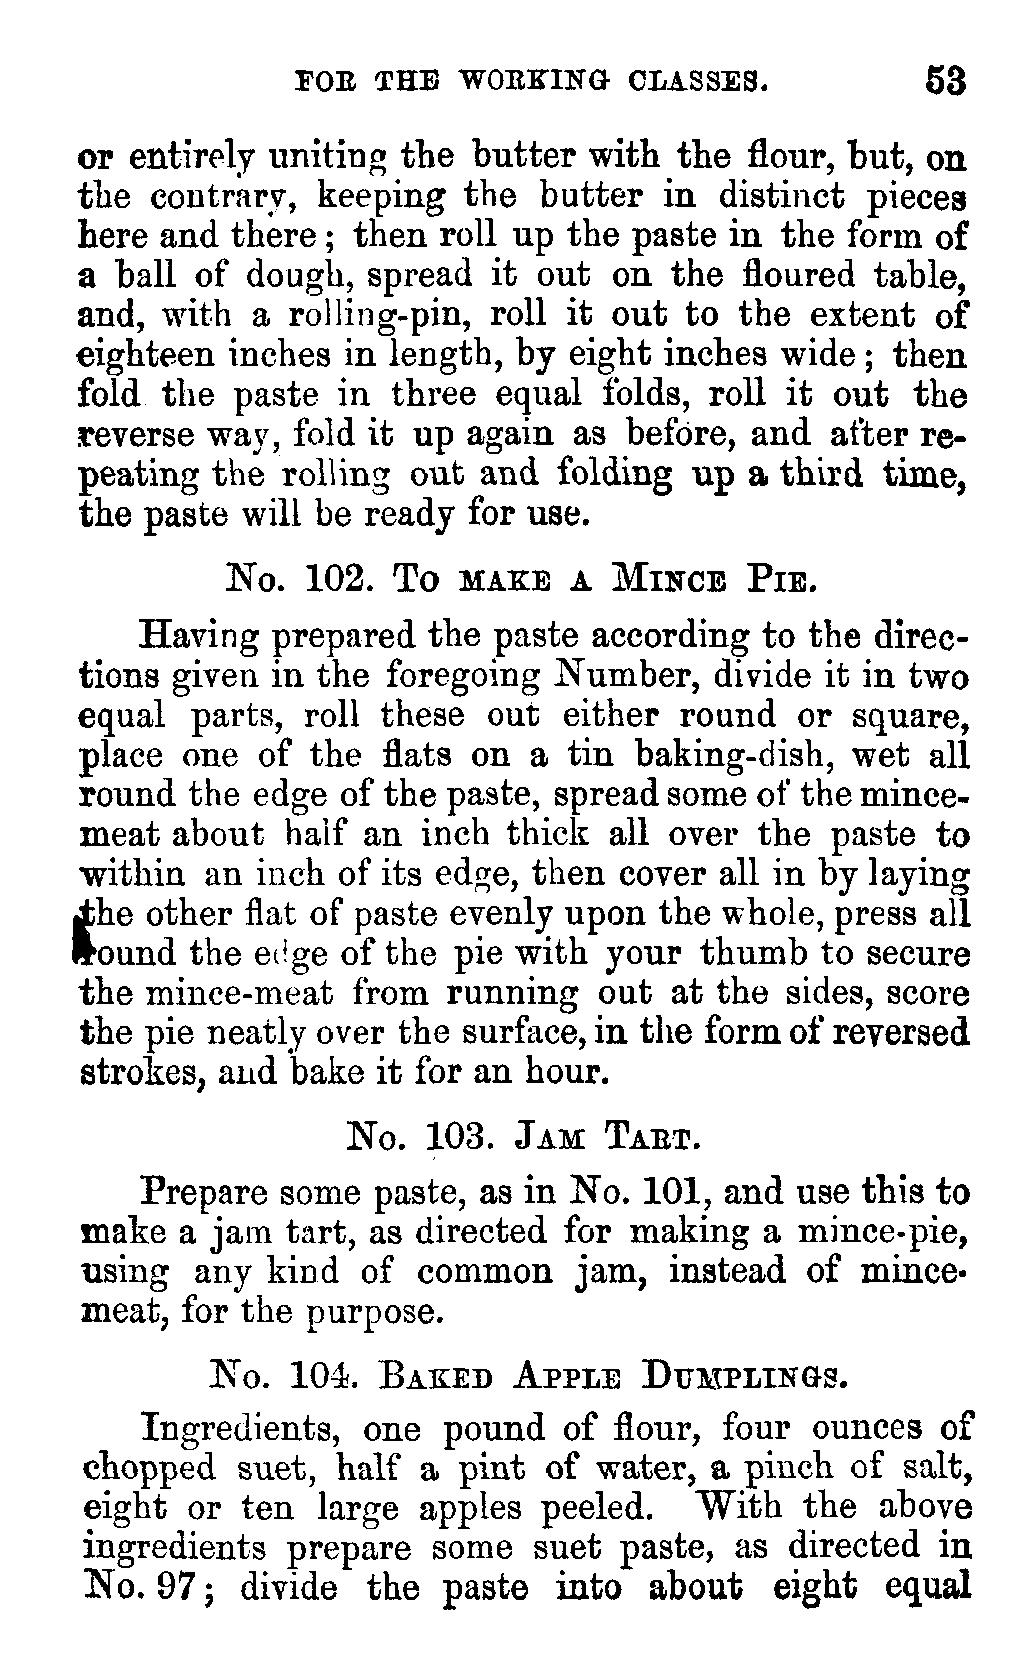 FOR THE WORKING CLASSES. 53
or entirely uniting the butter with the flour, but, on
the contrary, keeping the butter in distinct pieces
here and there; then roll up the paste in the form of
a ball of dough, spread it out on the floured table,
and, with a rolling-pin, roll it out to the extent of
eighteen inches in length, by eight inches wide; then
fold the paste in three equal folds, roll it out the
reverse way, fold it up again as before, and after re-
peating the rolling out and folding up a third time,
the paste will be ready for use.
No. 102. To make a Mince Pie.
Having prepared the paste according to the direc-
tions given in the foregoing Number, divide it in two
equal parts, roll these out either round or square,
place one of the flats on a tin baking-dish, wet all
round the edge of the paste, spread some of the mince-
meat about half an inch thick all over the paste to
within an inch of its edge, then cover all in by laying
the other flat of paste evenly upon the whole, press all
round the edge of the pie with your thumb to secure
the mince-meat from running out at the sides, score
the pie neatly over the surface, in the form of reversed
strokes, and bake it for an hour.
No. 103. Jam Tart.
Prepare some paste, as in No. 101, and use this to
make a jam tart, as directed for making a mince-pie,
using any kind of common jam, instead of mince-
meat, for the purpose.
No. 104. Baked Apple Dumplings.
Ingredients, one pound of flour, four ounces of
chopped suet, half a pint of water, a pinch of salt,
eight or ten large apples peeled. With the above
ingredients prepare some suet paste, as directed in
No. 97; divide the paste into about eight equal